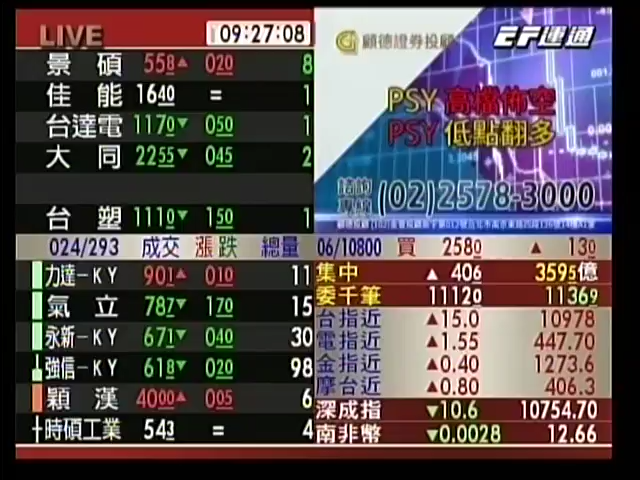 LIVE 09:27:08
景碩 558▲ 020 8
佳能 1640 = 1
台達電 1170▼ 050 1
大同 2255▼ 045 2
台塑 1110▼ 150 1
024/293 成交 漲跌 總量
力達-KY 901▲ 010 11
氣立 787▼ 170 15
永新-KY 671▼ 040 30
強信-KY 618▼ 020 98
穎漢 4000▲ 005 6
時碩工業 543 = 4
顧德證券投顧 EF運通
PSY 高檔佈空
PSY 低點翻多
諮詢專線 (02)2578-3000
06/10800 買 2580 ▲ 130
集中 ▲ 406 3595億
委千筆 11120 11369
台指近 ▲15.0 10978
電指近 ▲1.55 447.70
金指近 ▲0.40 1273.6
摩台近 ▲0.80 406.3
深成指 ▼10.6 10754.70
南非幣 ▼0.0028 12.66